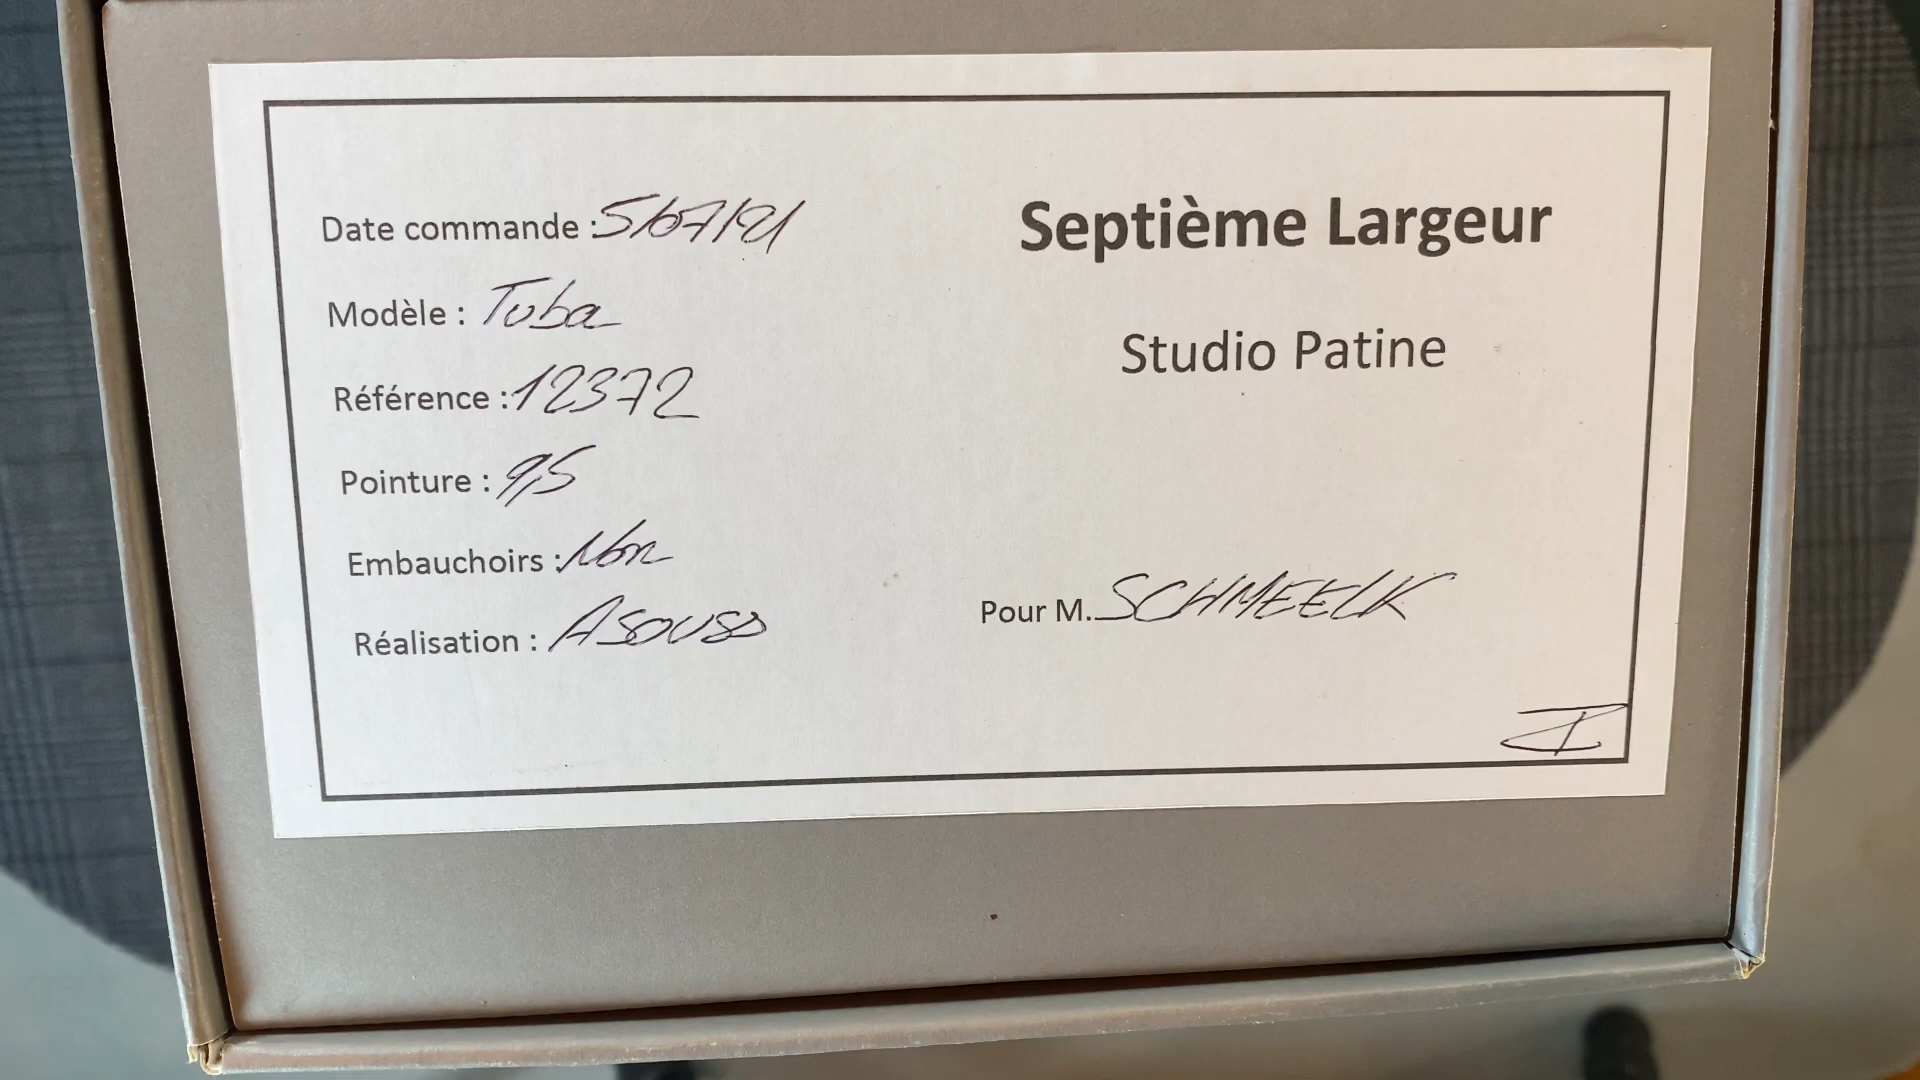 Date commande : 5/07/21
Modèle : Tuba
Référence : 12372
Pointure : 9,5
Embauchoirs : Non
Réalisation : ASOUSS
Septième Largeur
Studio Patine
Pour M. SCHMEELK